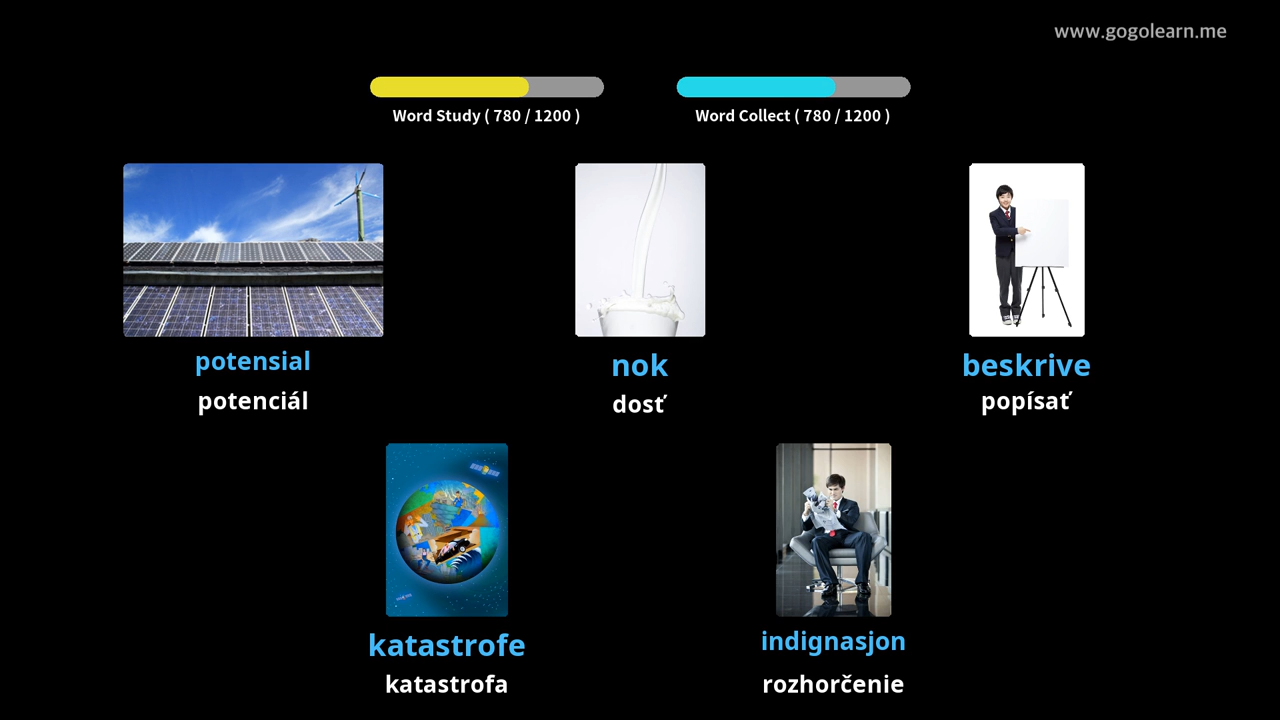 www.gogolearn.me
Word Study ( 780 / 1200 )
Word Collect ( 780 / 1200 )
potensial
potenciál
nok
dosť
beskrive
popísať
katastrofe
katastrofa
indignasjon
rozhorčenie